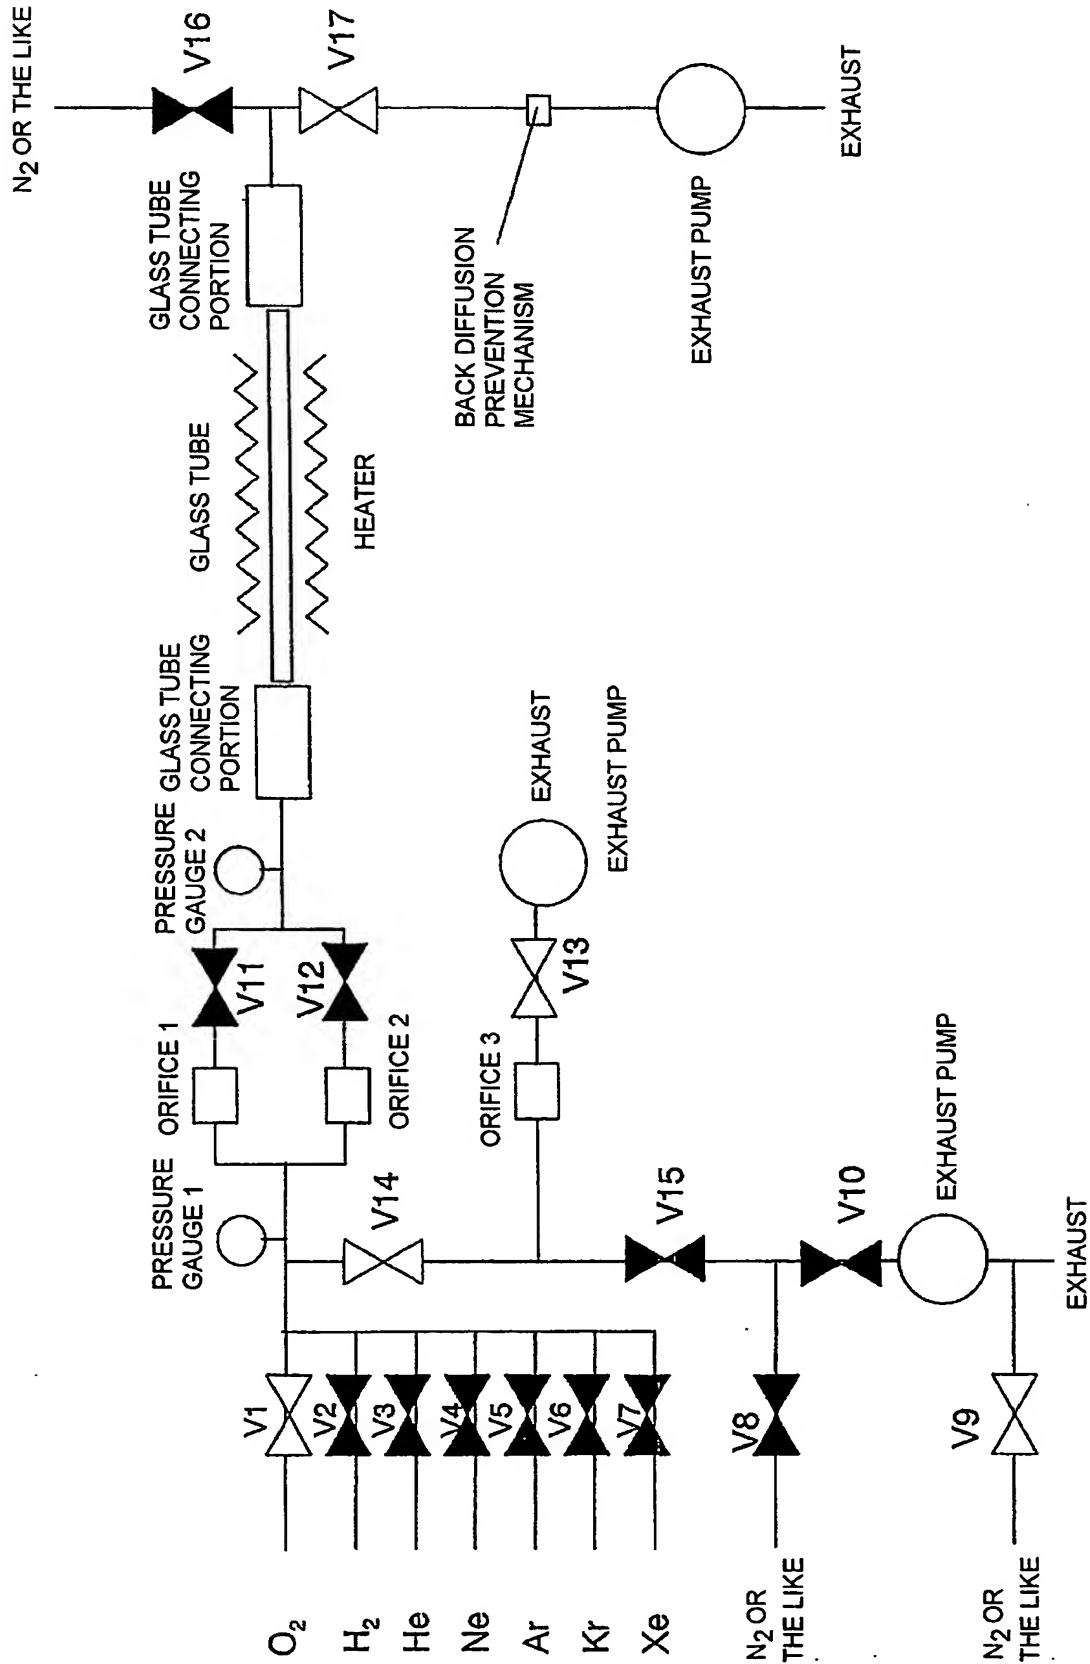 N2 OR THE LIKE
V16
V17
GLASS TUBE
CONNECTING
PORTION
GLASS TUBE
HEATER
BACK DIFFUSION
PREVENTION
MECHANISM
EXHAUST PUMP
EXHAUST
GLASS TUBE
CONNECTING
PORTION
PRESSURE
GAUGE 2
V11
V12
ORIFICE 1
ORIFICE 2
EXHAUST
EXHAUST PUMP
V13
ORIFICE 3
PRESSURE
GAUGE 1
V14
V15
V10
EXHAUST PUMP
EXHAUST
V1
V2
V3
V4
V5
V6
V7
V8
V9
O2
H2
He
Ne
Ar
Kr
Xe
N2 OR
THE LIKE
N2 OR
THE LIKE